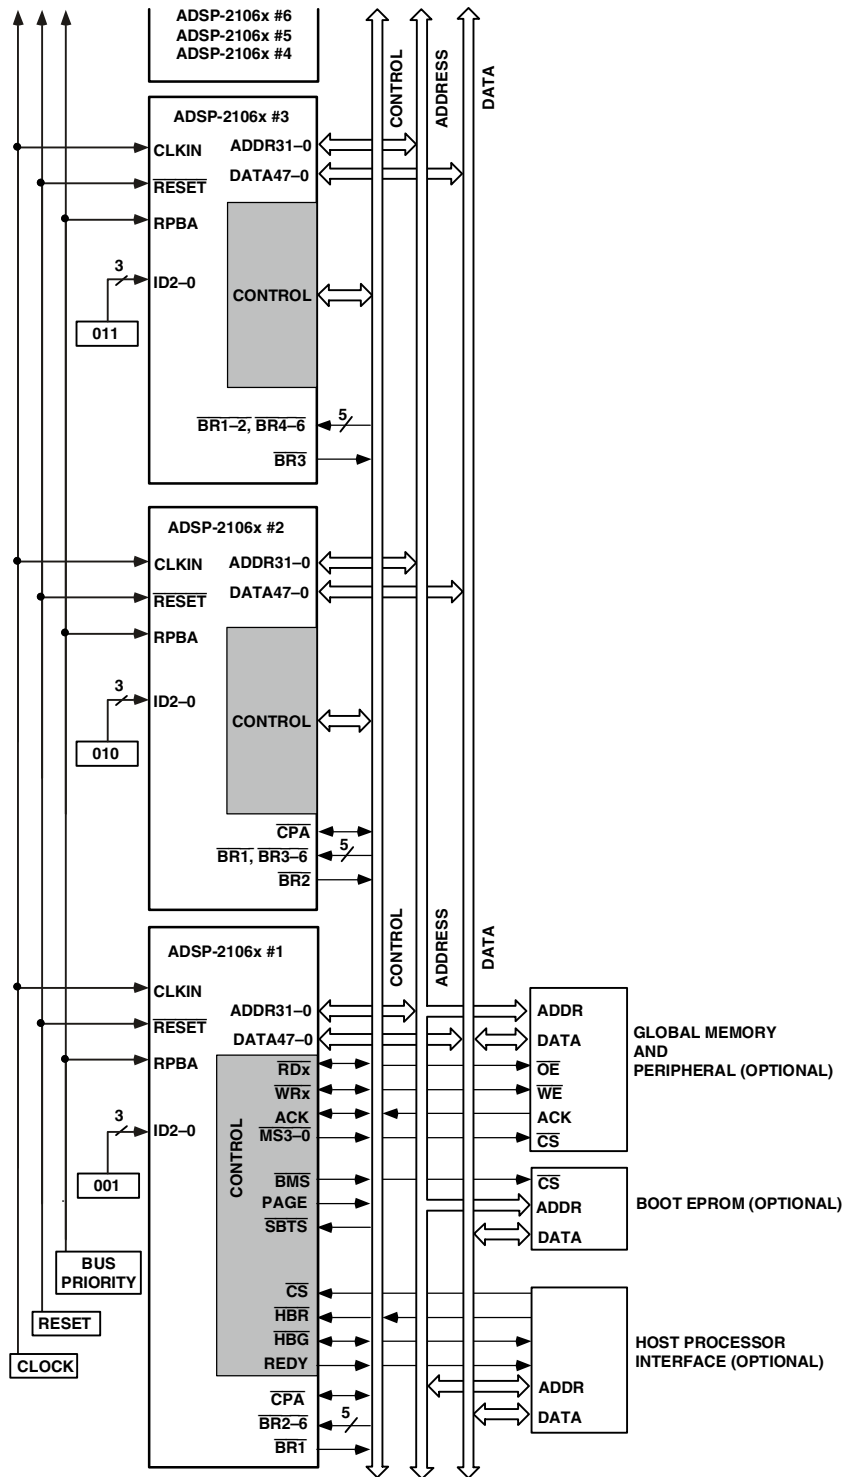 ADSP-2106x #6
ADSP-2106x #5
ADSP-2106x #4
CONTROL
ADDRESS
DATA
ADSP-2106x #3
CLKIN
ADDR31–0
DATA47–0
RESET
RPBA
3
ID2–0
CONTROL
011
5
BR1–2, BR4–6
BR3
ADSP-2106x #2
CLKIN
ADDR31–0
DATA47–0
RESET
RPBA
3
ID2–0
CONTROL
010
CPA
5
BR1, BR3–6
BR2
CONTROL
ADDRESS
DATA
ADSP-2106x #1
CLKIN
ADDR31–0
RESET
DATA47–0
RPBA
3
ID2–0
001
CONTROL
RDx
WRx
ACK
MS3–0
BMS
PAGE
SBTS
CS
HBR
HBG
REDY
CPA
5
BR2–6
BR1
BUS
PRIORITY
RESET
CLOCK
ADDR
DATA
OE
WE
ACK
CS
GLOBAL MEMORY
AND
PERIPHERAL (OPTIONAL)
CS
ADDR
DATA
BOOT EPROM (OPTIONAL)
HOST PROCESSOR
INTERFACE (OPTIONAL)
ADDR
DATA